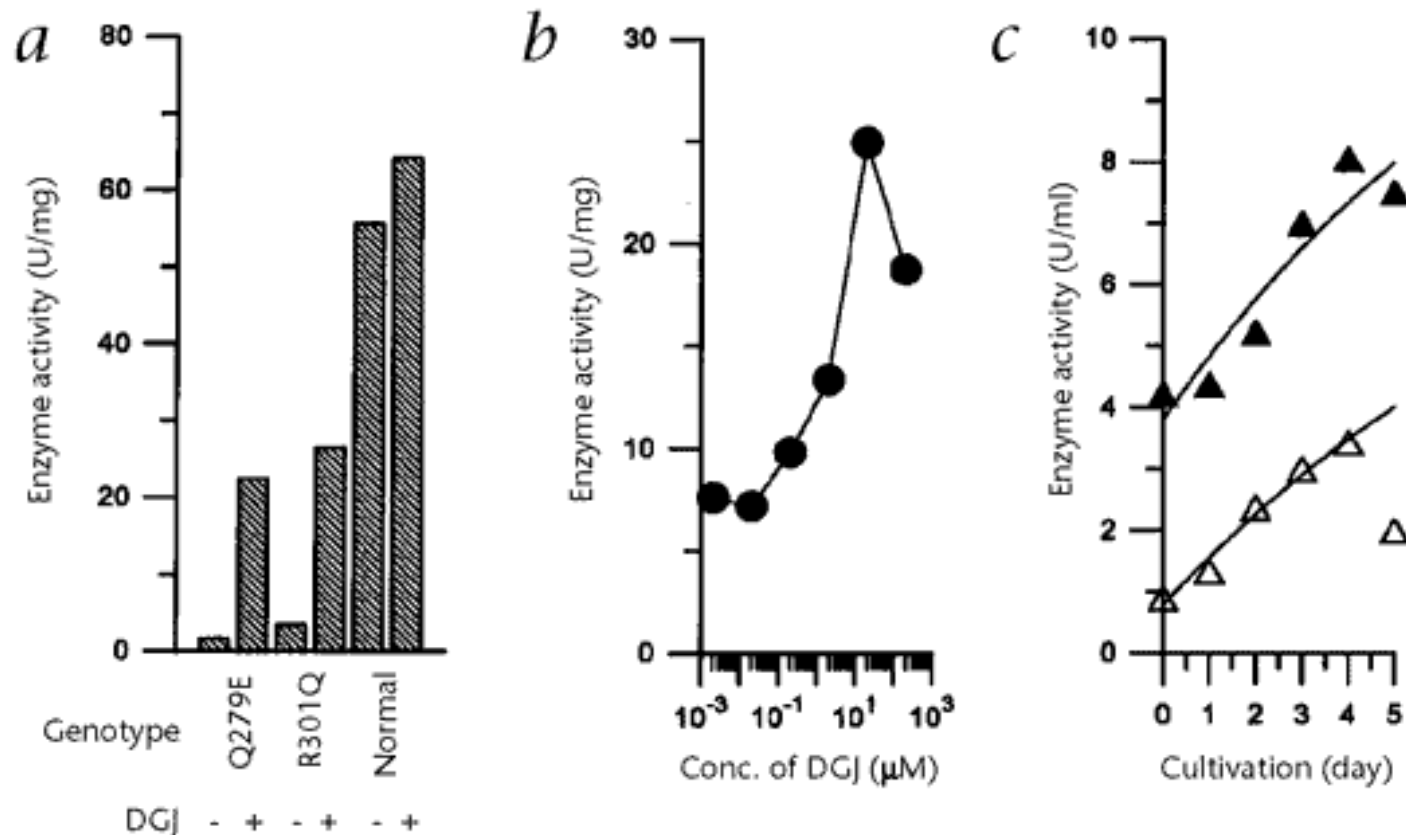 a
Enzyme activity (U/mg)
80
60
40
20
0
Genotype
Q279E
R301Q
Normal
DGJ - + - + - +
b
Enzyme activity (U/mg)
30
20
10
0
10⁻³ 10⁻¹ 10¹ 10³
Conc. of DGJ (μM)
c
Enzyme activity (U/ml)
10
8
6
4
2
0
0 1 2 3 4 5
Cultivation (day)